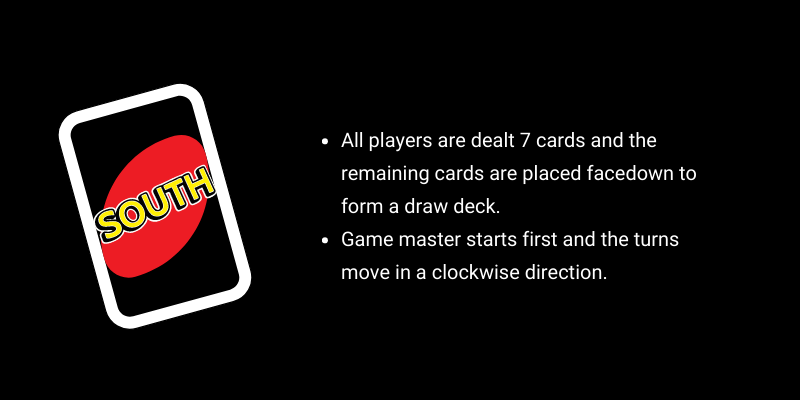 SOUTH
• All players are dealt 7 cards and the
remaining cards are placed facedown to
form a draw deck.
• Game master starts first and the turns
move in a clockwise direction.